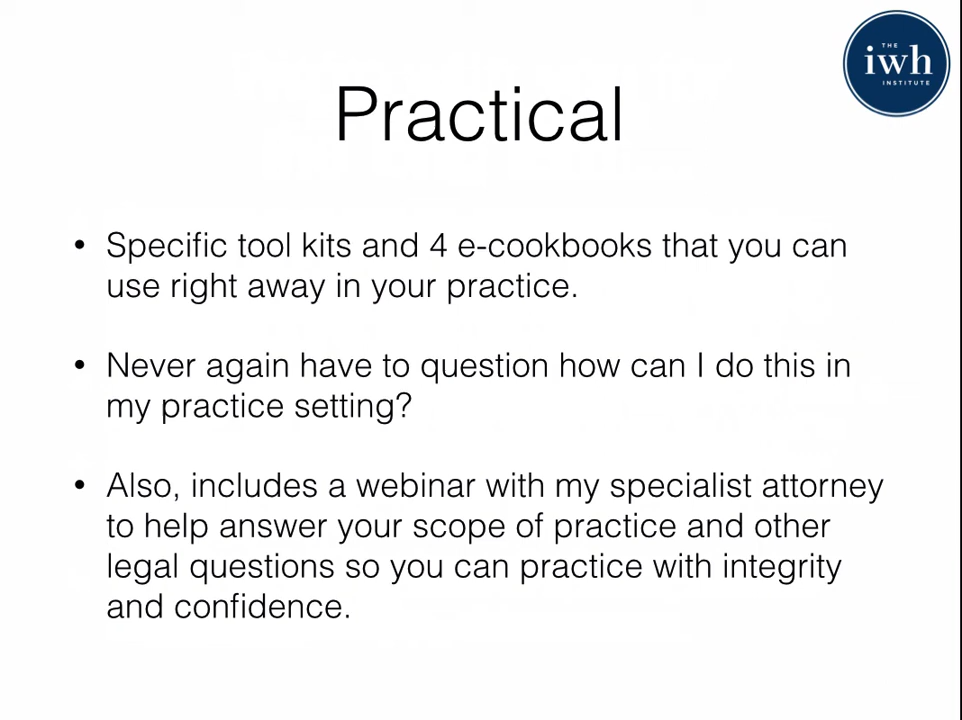 THE
iwh
INSTITUTE
Practical
• Specific tool kits and 4 e-cookbooks that you can
use right away in your practice.
• Never again have to question how can I do this in
my practice setting?
• Also, includes a webinar with my specialist attorney
to help answer your scope of practice and other
legal questions so you can practice with integrity
and confidence.